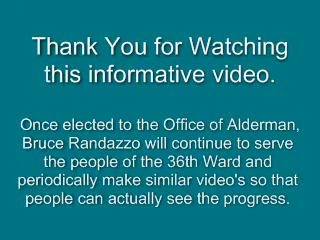 Thank You for Watching
this informative video.
Once elected to the Office of Alderman,
Bruce Randazzo will continue to serve
the people of the 36th Ward and
periodically make similar video's so that
people can actually see the progress.